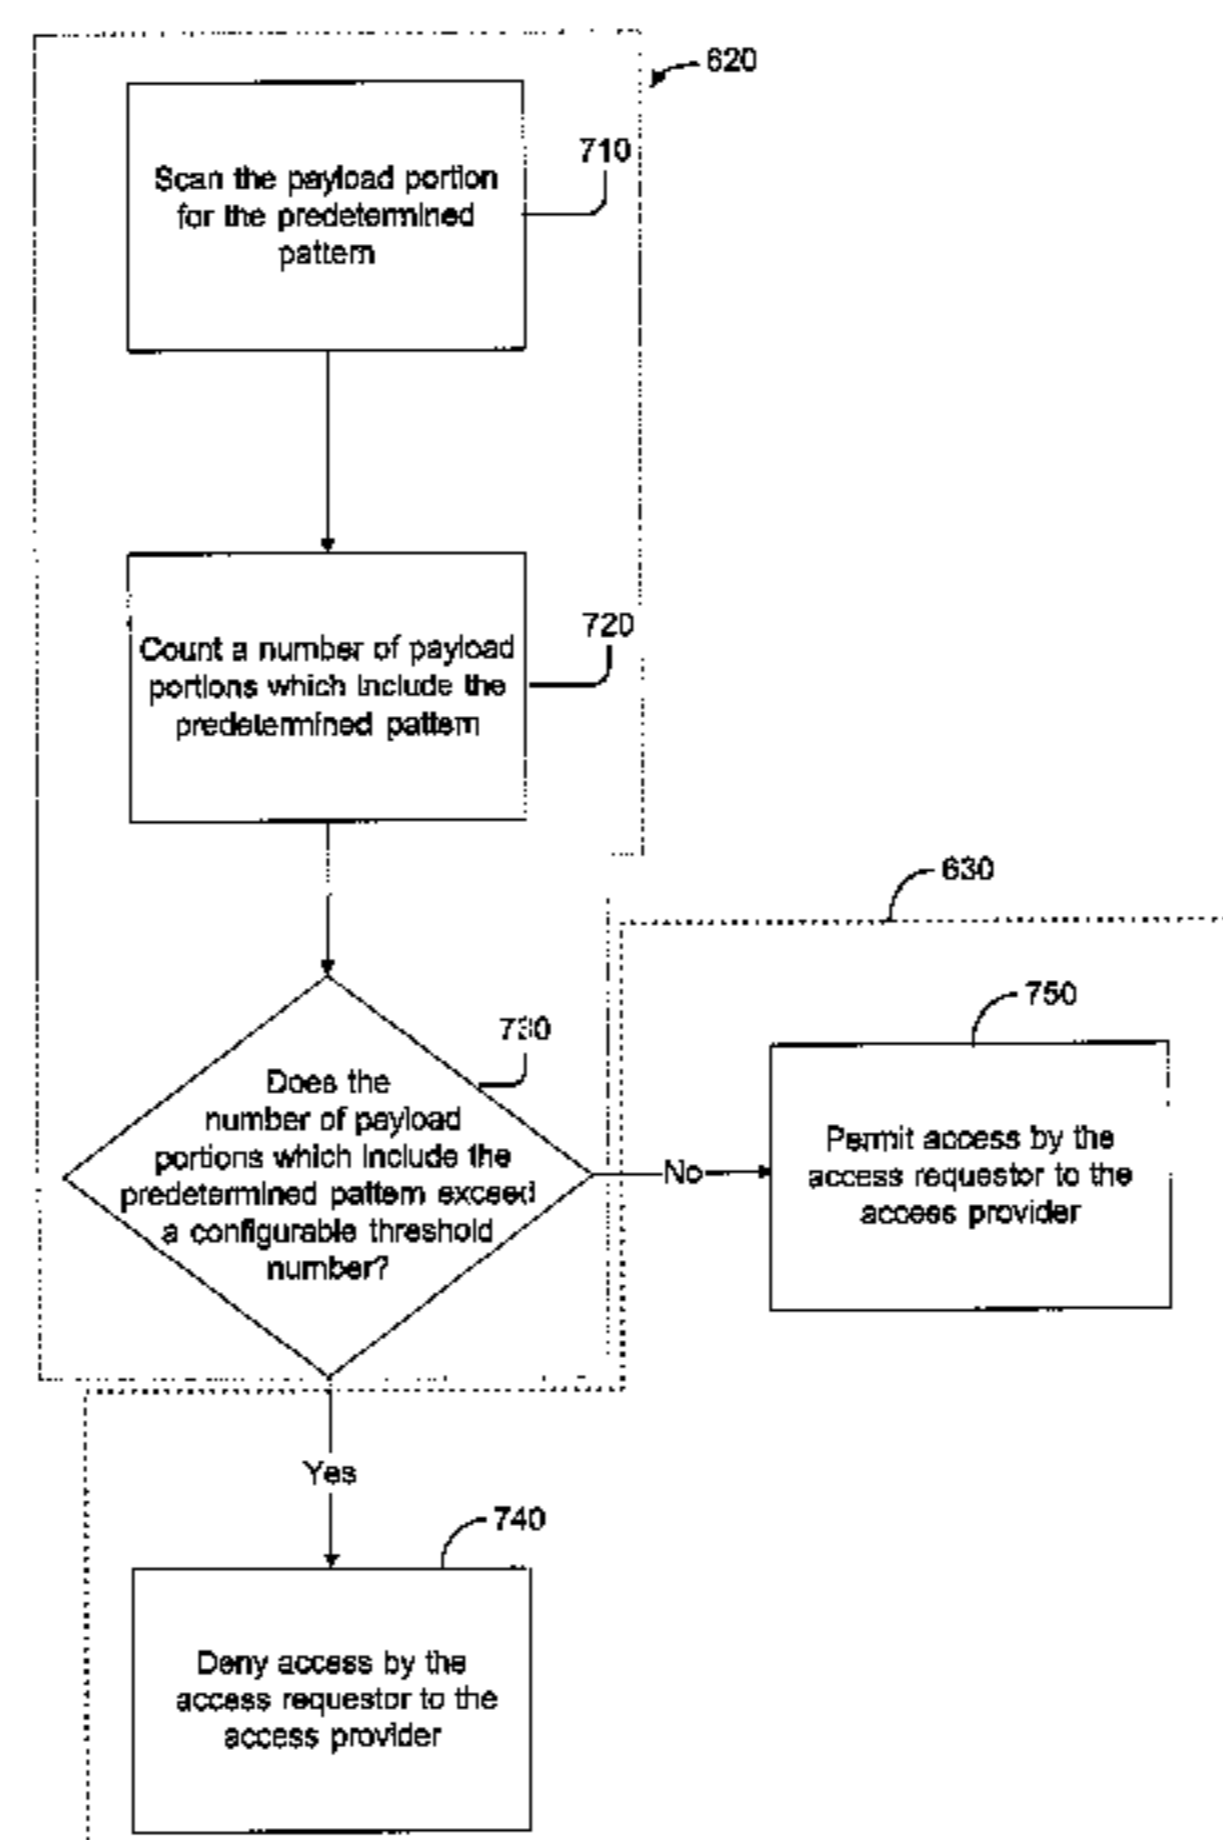 620
710
Scan the payload portion
for the predetermined
pattern
720
Count a number of payload
portions which include the
predetermined pattern
630
730
750
Does the
number of payload
portions which include the
predetermined pattern exceed
a configurable threshold
number?
No
Permit access by the
access requestor to the
access provider
Yes
740
Deny access by the
access requestor to the
access provider